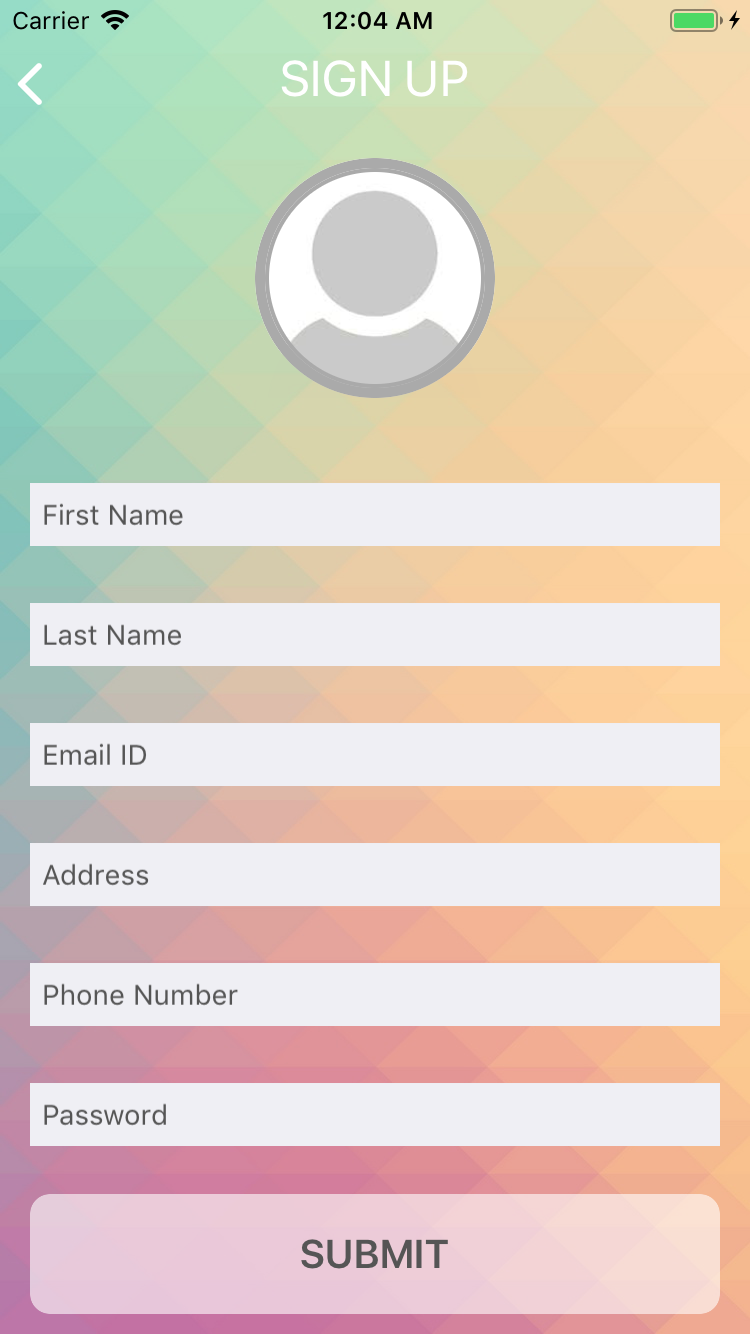 Carrier 12:04 AM
SIGN UP
First Name
Last Name
Email ID
Address
Phone Number
Password
SUBMIT